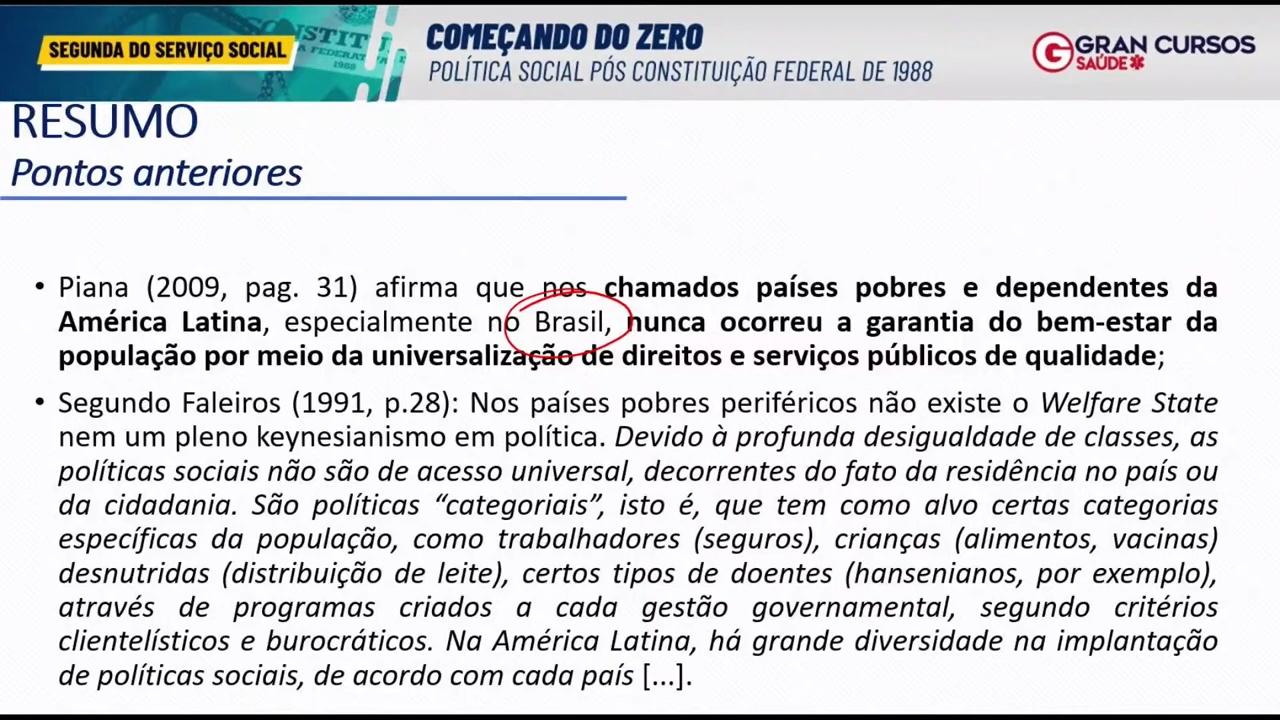 SEGUNDA DO SERVIÇO SOCIAL
CONSTITU
FEDERAT
1988
COMEÇANDO DO ZERO
POLÍTICA SOCIAL PÓS CONSTITUIÇÃO FEDERAL DE 1988
GRAN CURSOS
SAÚDE
RESUMO
Pontos anteriores
• Piana (2009, pag. 31) afirma que nos chamados países pobres e dependentes da
América Latina, especialmente no Brasil, nunca ocorreu a garantia do bem-estar da
população por meio da universalização de direitos e serviços públicos de qualidade;
• Segundo Faleiros (1991, p.28): Nos países pobres periféricos não existe o Welfare State
nem um pleno keynesianismo em política. Devido à profunda desigualdade de classes, as
políticas sociais não são de acesso universal, decorrentes do fato da residência no país ou
da cidadania. São políticas “categoriais”, isto é, que tem como alvo certas categorias
específicas da população, como trabalhadores (seguros), crianças (alimentos, vacinas)
desnutridas (distribuição de leite), certos tipos de doentes (hansenianos, por exemplo),
através de programas criados a cada gestão governamental, segundo critérios
clientelísticos e burocráticos. Na América Latina, há grande diversidade na implantação
de políticas sociais, de acordo com cada país [...].